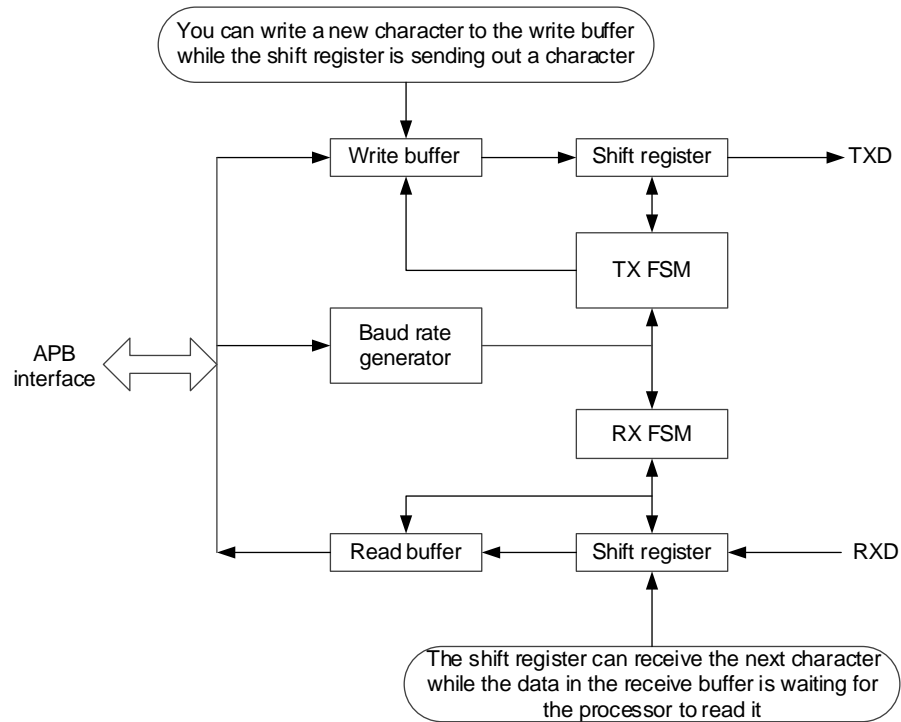 You can write a new character to the write buffer
while the shift register is sending out a character
Write buffer
Shift register
TXD
TX FSM
Baud rate
generator
APB
interface
RX FSM
Read buffer
Shift register
RXD
The shift register can receive the next character
while the data in the receive buffer is waiting for
the processor to read it